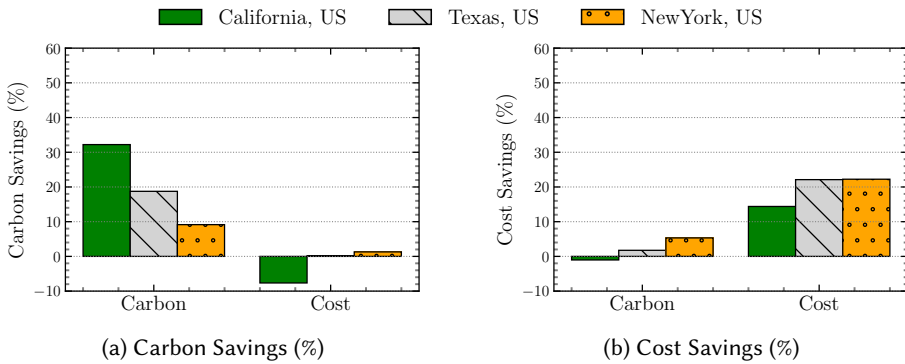 California, US Texas, US NewYork, US
Carbon Savings (%)
60
50
40
30
20
10
0
−10
Carbon Cost
(a) Carbon Savings (%)
Cost Savings (%)
60
50
40
30
20
10
0
−10
Carbon Cost
(b) Cost Savings (%)